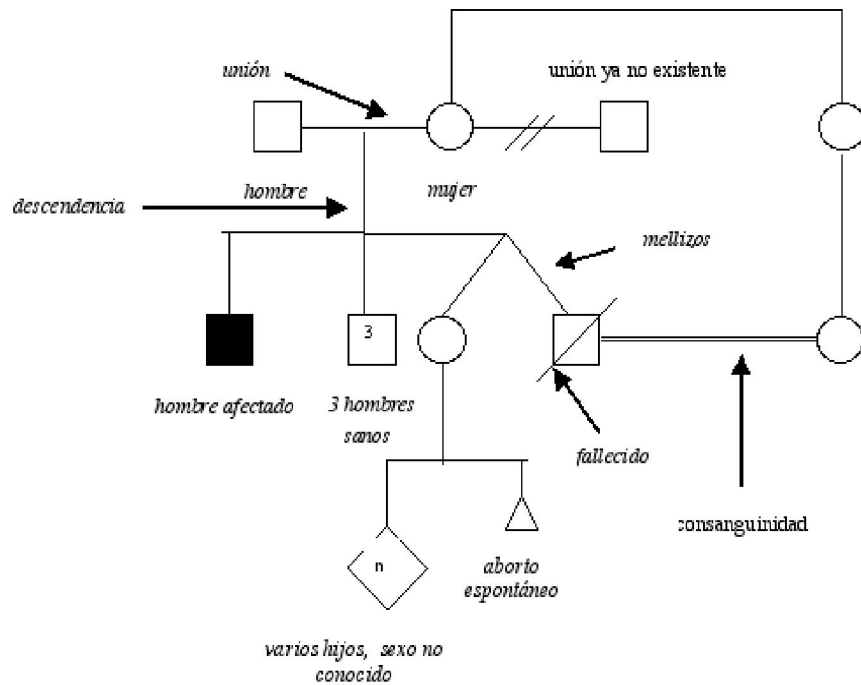 unión
unión ya no existente
hombre
mujer
descendencia
mellizos
3
hombre afectado
3 hombres
sanos
fallecido
consanguinidad
n
aborto
espontáneo
varios hijos, sexo no
conocido